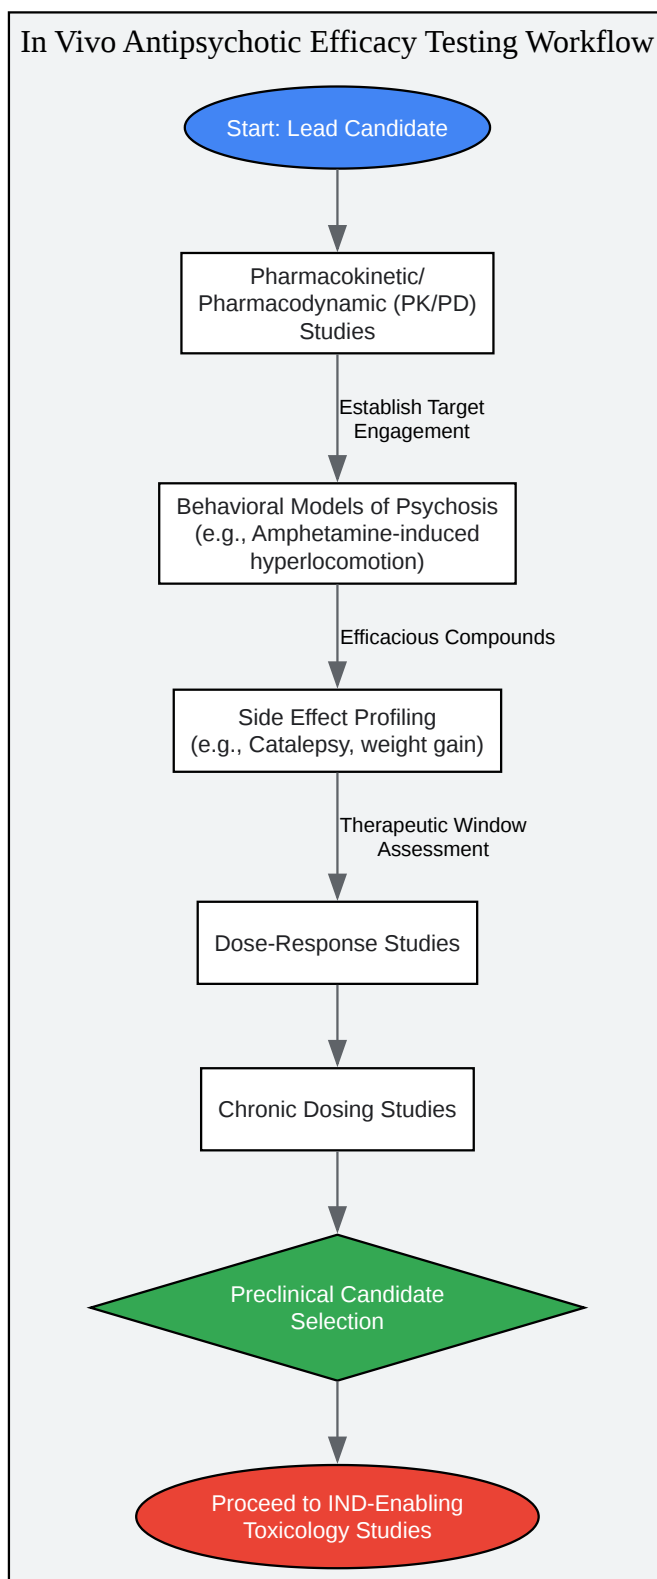 In Vivo Antipsychotic Efficacy Testing Workflow
Start: Lead Candidate
Pharmacokinetic/
Pharmacodynamic (PK/PD)
Studies
Establish Target
Engagement
Behavioral Models of Psychosis
(e.g., Amphetamine-induced
hyperlocomotion)
Efficacious Compounds
Side Effect Profiling
(e.g., Catalepsy, weight gain)
Therapeutic Window
Assessment
Dose-Response Studies
Chronic Dosing Studies
Preclinical Candidate
Selection
Proceed to IND-Enabling
Toxicology Studies